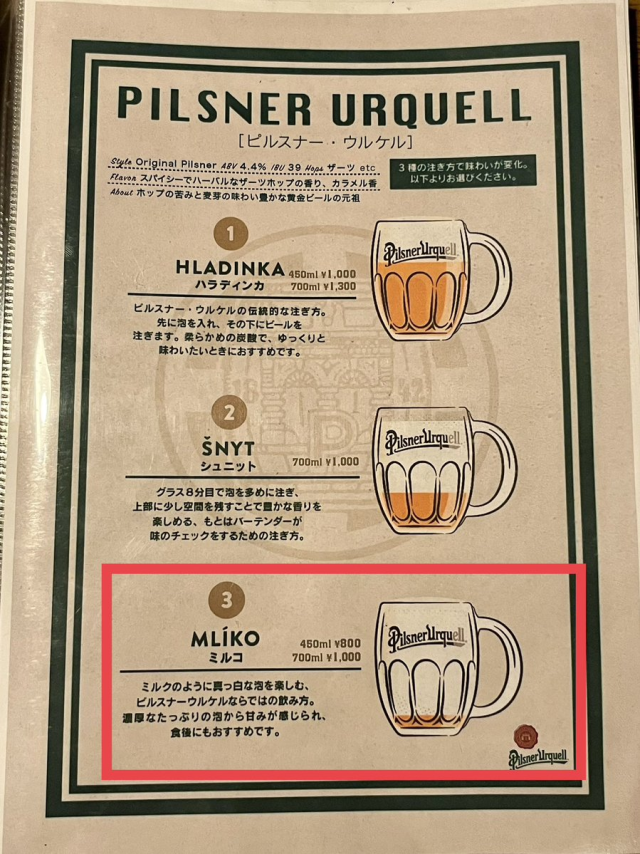 PILSNER URQUELL
[ピルスナー・ウルケル]
Style Original Pilsner ABV 4.4% IBU 39 Hops ザーツ etc
Flavor スパイシーでハーバルなザーツホップの香り、カラメル香
About ホップの苦みと麦芽の味わい豊かな黄金ビールの元祖
3種の注ぎ方で味わいが変化。
以下よりお選びください。
1
HLADINKA
ハラディンカ
450ml ¥1,000
700ml ¥1,300
ピルスナー・ウルケルの伝統的な注ぎ方。
先に泡を入れ、その下にビールを
注ぎます。柔らかめの炭酸で、ゆっくりと
味わいたいときにおすすめです。
Pilsner Urquell
2
ŠNYT
シュニット
700ml ¥1,000
グラス8分目で泡を多めに注ぎ、
上部に少し空間を残すことで豊かな香りを
楽しめる、もとはバーテンダーが
味のチェックをするための注ぎ方。
Pilsner Urquell
3
MLÍKO
ミルコ
450ml ¥800
700ml ¥1,000
ミルクのように真っ白な泡を楽しむ、
ピルスナーウルケルならではの飲み方。
濃厚なたっぷりの泡から甘みが感じられ、
食後にもおすすめです。
Pilsner Urquell
Pilsner Urquell